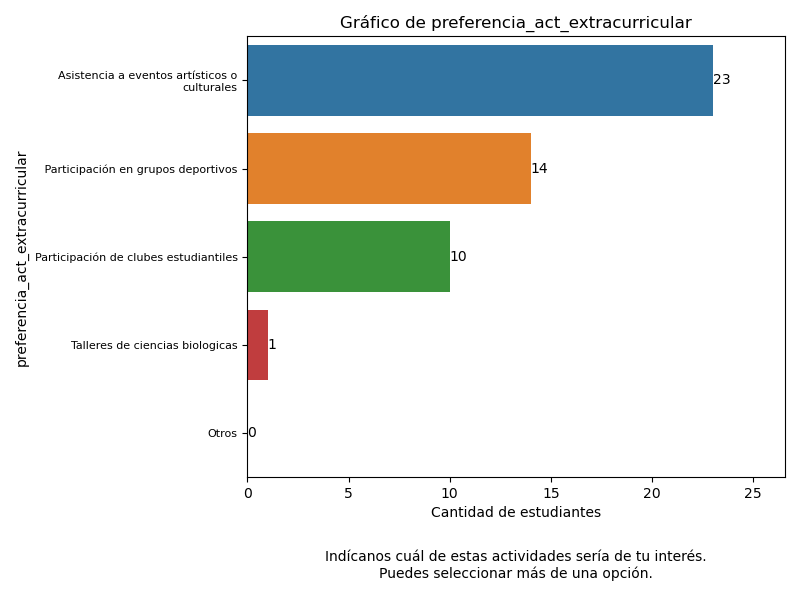 Gráfico de preferencia_act_extracurricular
preferencia_act_extracurricular
Asistencia a eventos artísticos o
culturales
23
Participación en grupos deportivos
14
Participación de clubes estudiantiles
10
Talleres de ciencias biologicas
1
Otros
0
0 5 10 15 20 25
Cantidad de estudiantes
Indícanos cuál de estas actividades sería de tu interés.
Puedes seleccionar más de una opción.